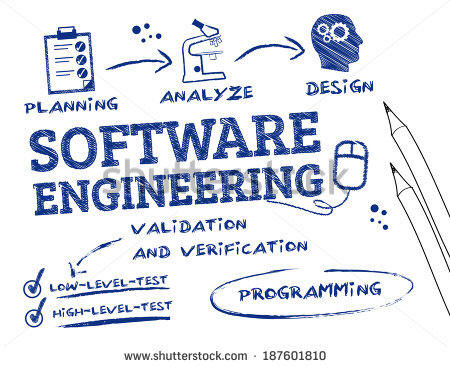 PLANNING
ANALYZE
DESIGN
SOFTWARE
ENGINEERING
shutterstock
VALIDATION
AND VERIFICATION
LOW-LEVEL-TEST
HIGH-LEVEL-TEST
PROGRAMMING
www.shutterstock.com · 187601810